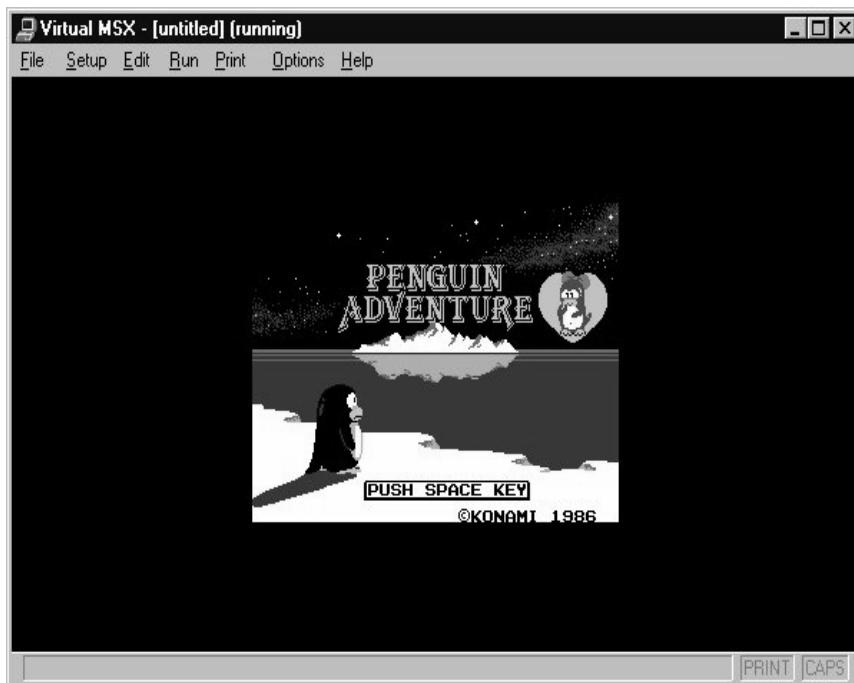 Virtual MSX - [untitled] (running)
File Setup Edit Run Print Options Help
PENGUIN
ADVENTURE
PUSH SPACE KEY
©KONAMI 1986
PRINT CAPS